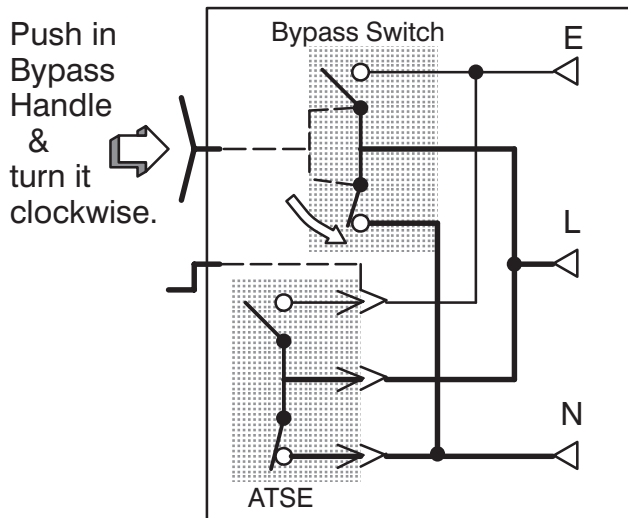 Push in
Bypass
Handle
&
turn it
clockwise.
Bypass Switch
E
L
N
ATSE